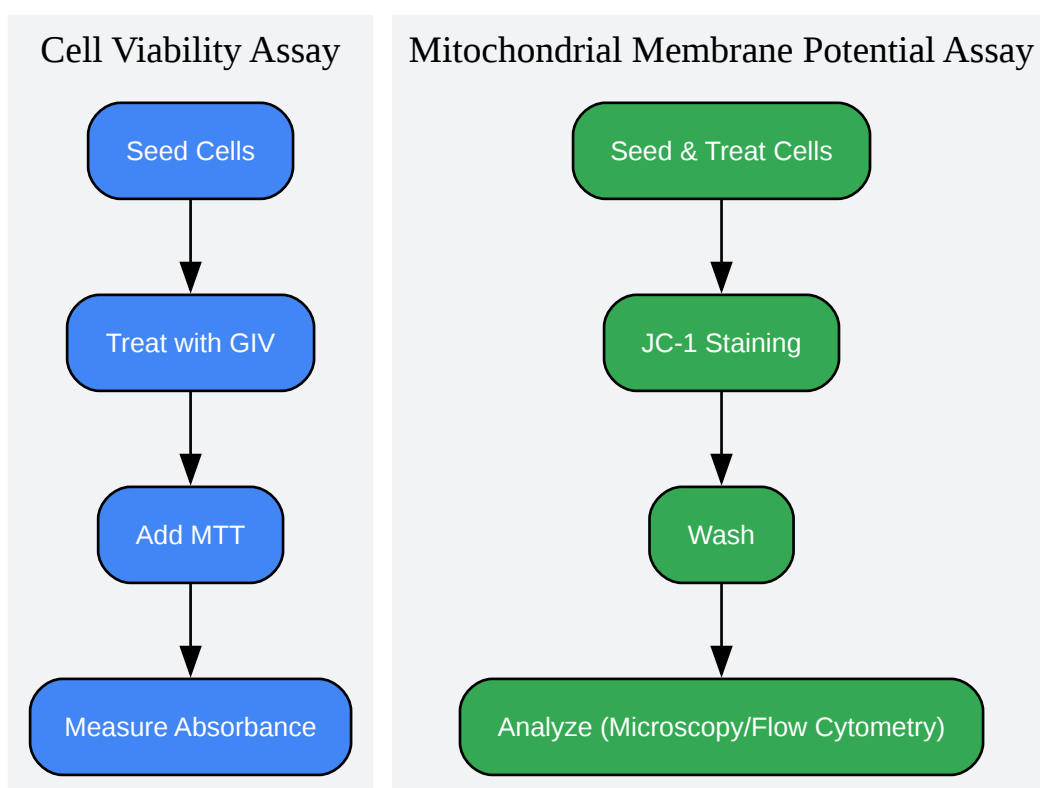 Cell Viability Assay
Seed Cells
Treat with GIV
Add MTT
Measure Absorbance
Mitochondrial Membrane Potential Assay
Seed & Treat Cells
JC-1 Staining
Wash
Analyze (Microscopy/Flow Cytometry)